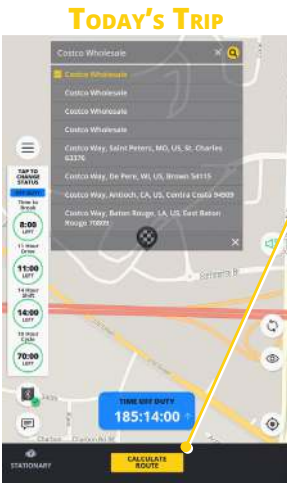 TODAY'S TRIP
Costco Wholesale ×
Costco Wholesale
Costco Wholesale
Costco Wholesale
Costco Wholesale
Costco Way, Saint Peters, MO, US, St. Charles
63376
Costco Way, De Pere, WI, US, Brown 54115
Costco Way, Antioch, CA, US, Contra Costa 94509
Costco Way, Baton Rouge, LA, US, East Baton
Rouge 70809
×
TAP TO
CHANGE
STATUS
OFF DUTY
Time to
Break
8:00
LEFT
11 Hour
Drive
11:00
LEFT
14 Hour
Shift
14:00
LEFT
10 Hour
Cycle
70:00
LEFT
TIME OFF DUTY
185:14:00
STATIONARY
CALCULATE
ROUTE